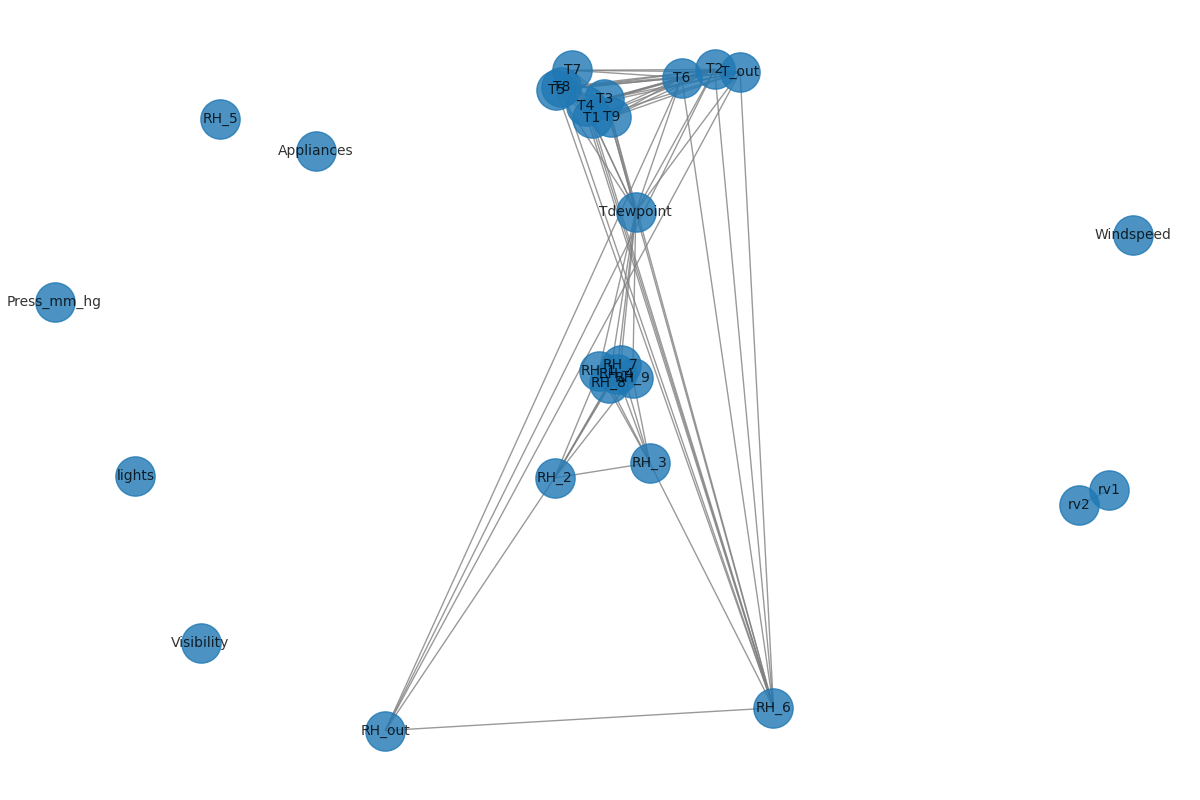 T7
T2
T_out
T6
T8
T5
T3
T4
T9
T1
RH_5
Appliances
Tdewpoint
Windspeed
Press_mm_hg
RH_7
RH_1
RH_4
RH_9
RH_8
RH_3
RH_2
lights
rv1
rv2
Visibility
RH_6
RH_out